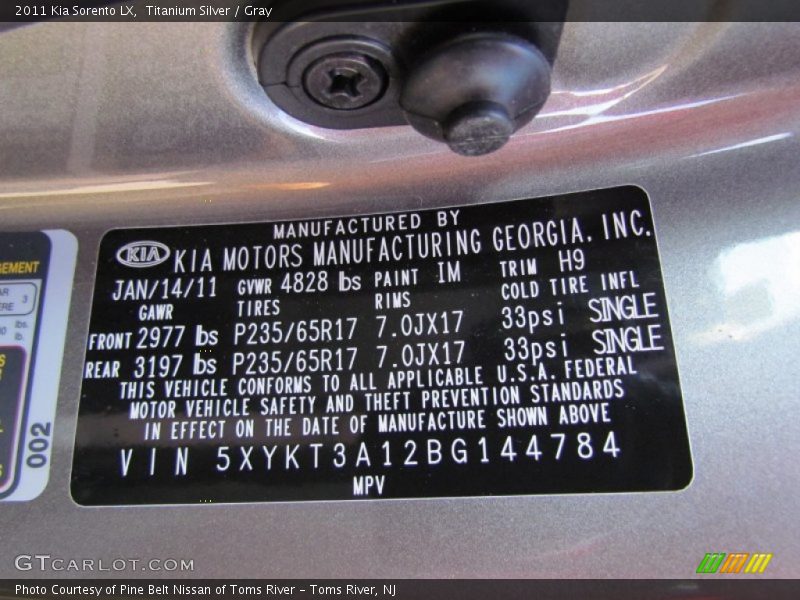 2011 Kia Sorento LX, Titanium Silver / Gray
MANUFACTURED BY
KIA KIA MOTORS MANUFACTURING GEORGIA, INC.
JAN/14/11 GVWR 4828 lbs PAINT IM TRIM H9
GAWR TIRES RIMS COLD TIRE INFL
FRONT 2977 lbs P235/65R17 7.0JX17 33psi SINGLE
REAR 3197 lbs P235/65R17 7.0JX17 33psi SINGLE
THIS VEHICLE CONFORMS TO ALL APPLICABLE U.S.A. FEDERAL
MOTOR VEHICLE SAFETY AND THEFT PREVENTION STANDARDS
IN EFFECT ON THE DATE OF MANUFACTURE SHOWN ABOVE
VIN 5XYKT3A12BG144784
MPV
002
GTCARLOT.COM
Photo Courtesy of Pine Belt Nissan of Toms River – Toms River, NJ